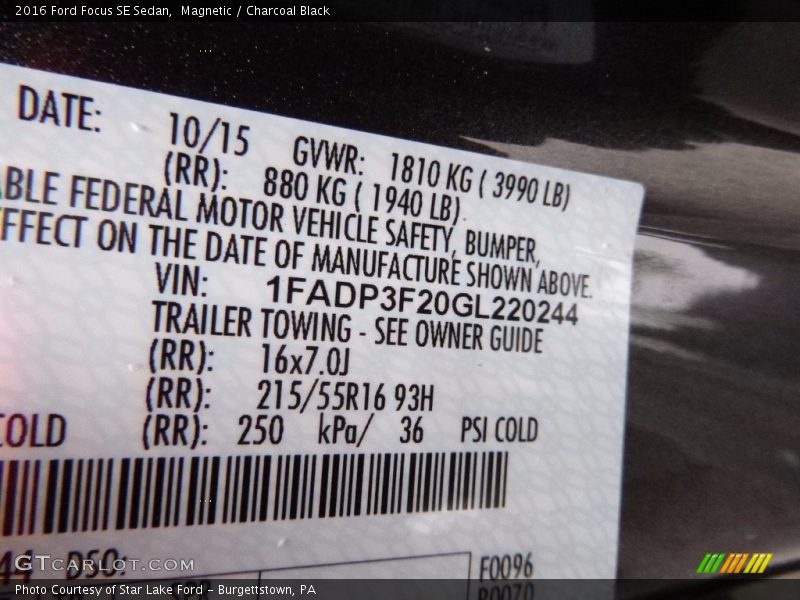 2016 Ford Focus SE Sedan, Magnetic / Charcoal Black
DATE: 10/15 GVWR: 1810 KG ( 3990 LB)
(RR): 880 KG ( 1940 LB).
ABLE FEDERAL MOTOR VEHICLE SAFETY, BUMPER,
FFECT ON THE DATE OF MANUFACTURE SHOWN ABOVE.
VIN: 1FADP3F20GL220244
TRAILER TOWING - SEE OWNER GUIDE
(RR): 16x7.0J
(RR): 215/55R16 93H
COLD (RR): 250 kPa/ 36 PSI COLD
44 DSO: F0096
GTCarLot.com
Photo Courtesy of Star Lake Ford – Burgettstown, PA